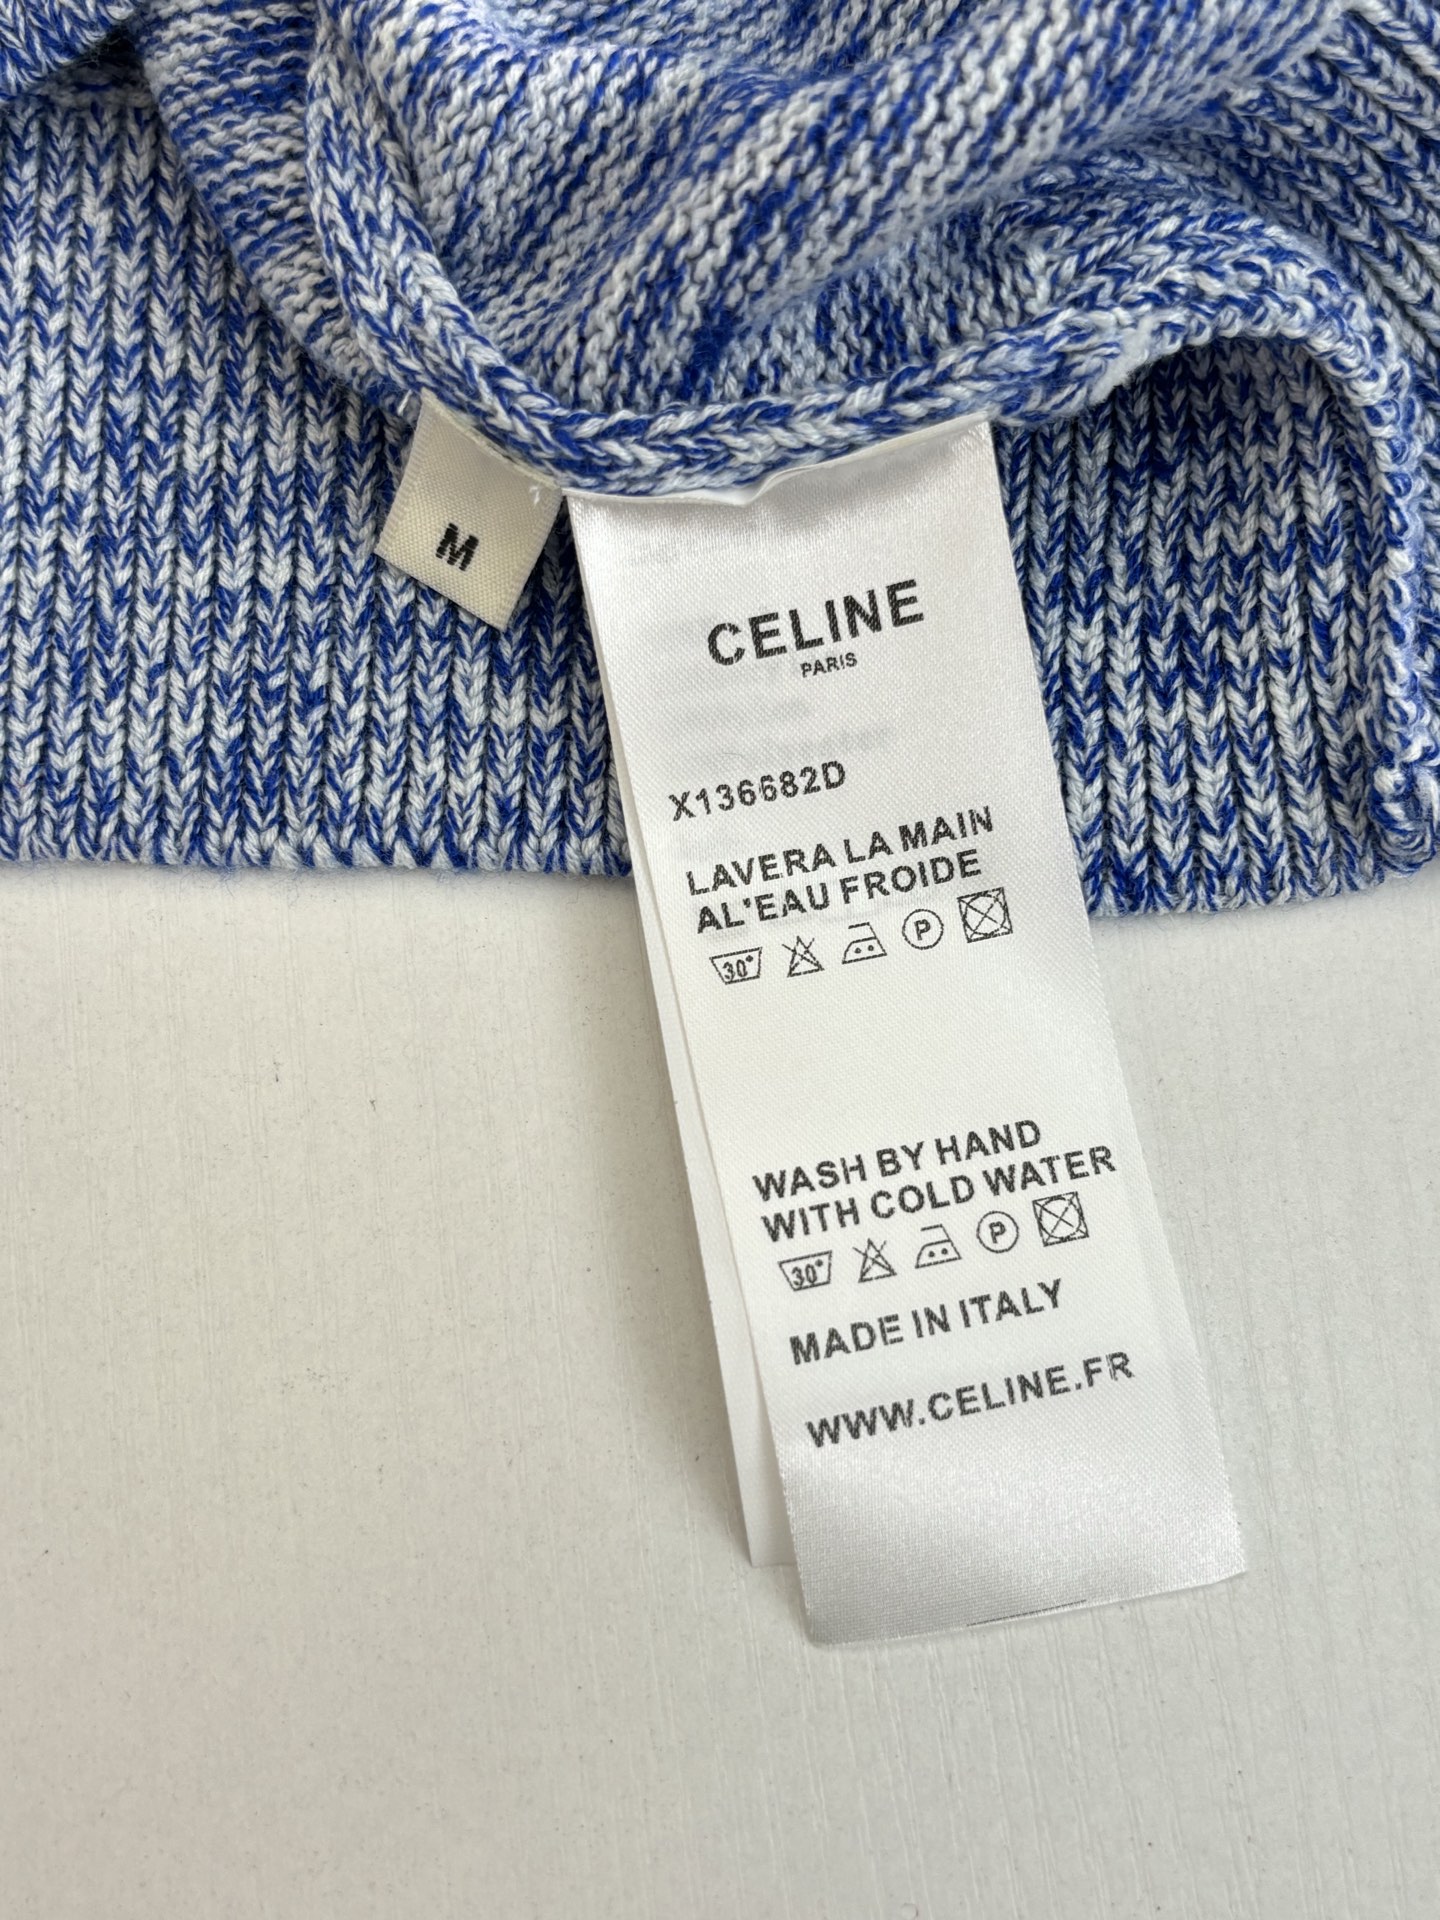 M
CELINE
PARIS
X136682D
LAVERA LA MAIN
AL'EAU FROIDE
30° P
WASH BY HAND
WITH COLD WATER
30° P
MADE IN ITALY
WWW.CELINE.FR